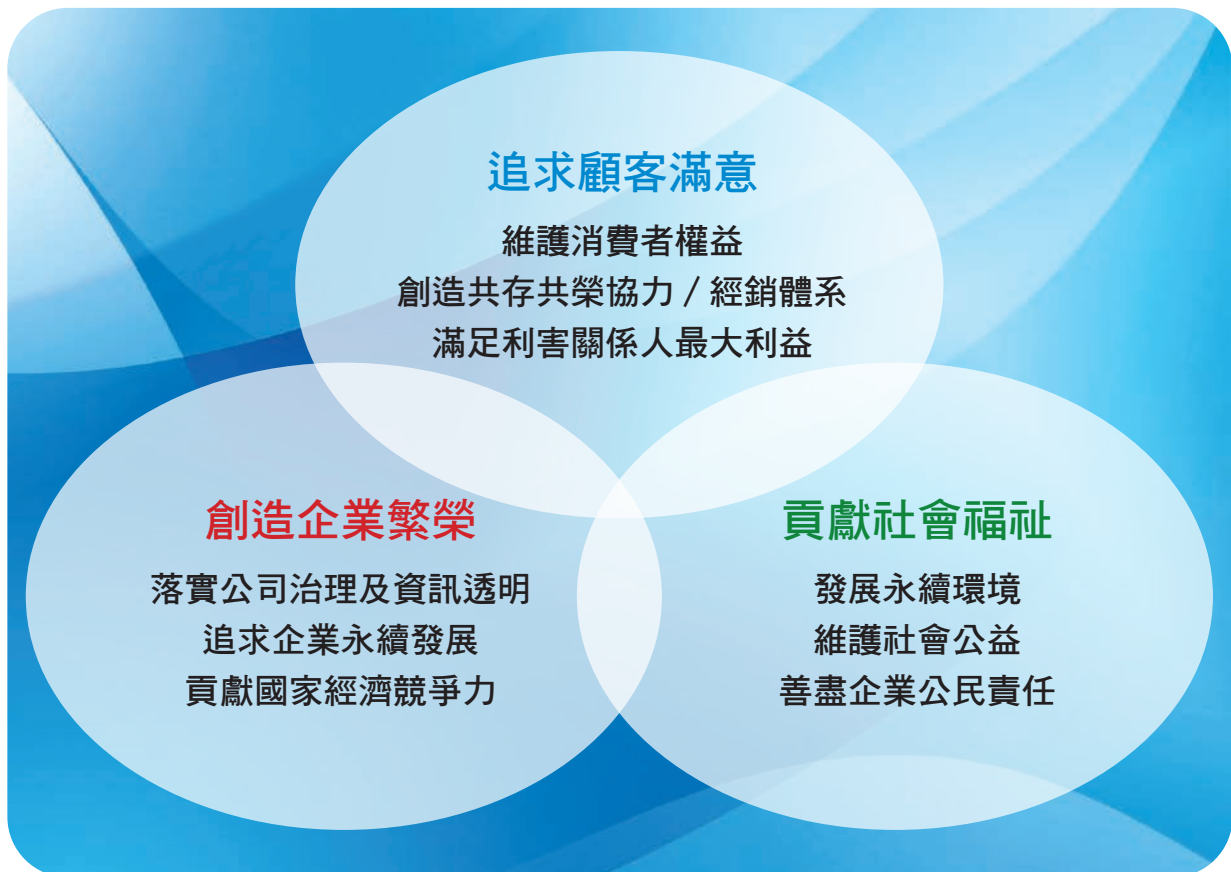 追求顧客滿意
維護消費者權益
創造共存共榮協力 / 經銷體系
滿足利害關係人最大利益
創造企業繁榮
落實公司治理及資訊透明
追求企業永續發展
貢獻國家經濟競爭力
貢獻社會福祉
發展永續環境
維護社會公益
善盡企業公民責任